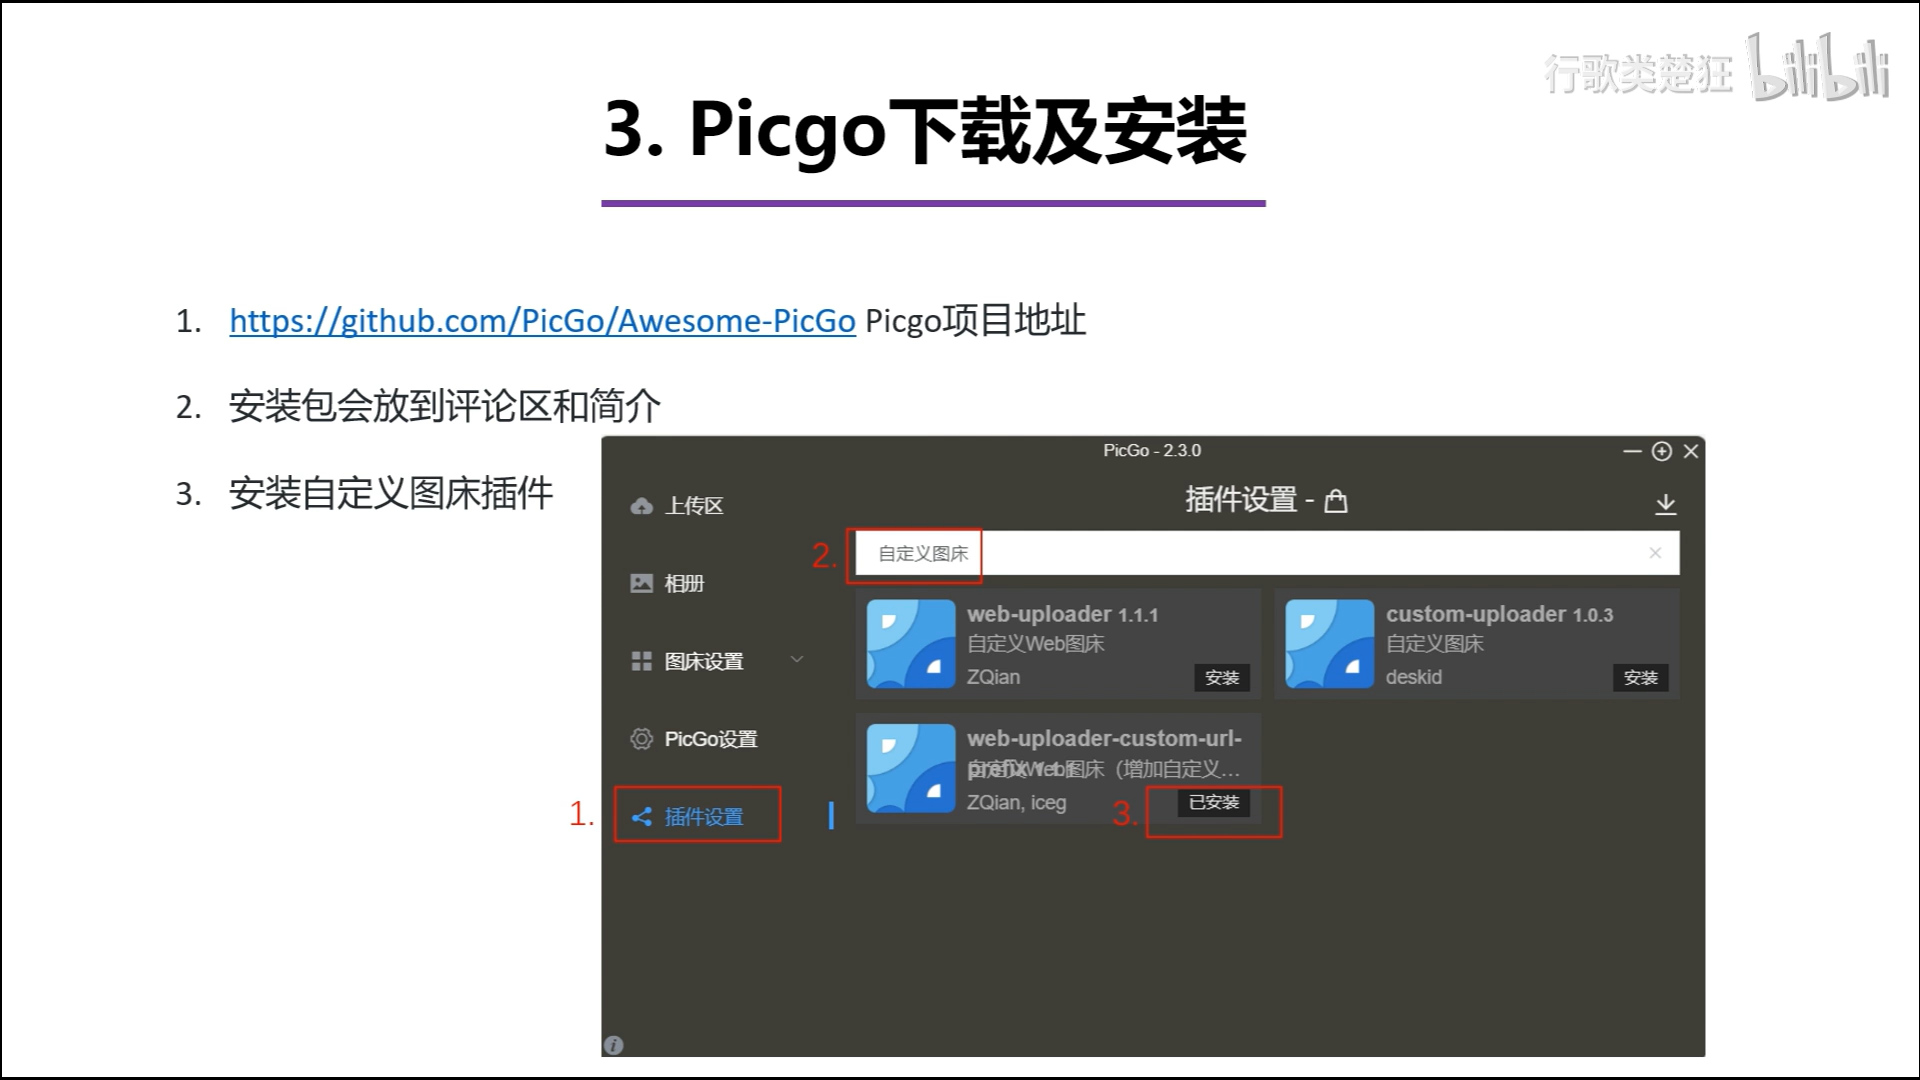 行歌类楚狂 bilibili
3. Picgo下载及安装
1. https://github.com/PicGo/Awesome-PicGo Picgo项目地址
2. 安装包会放到评论区和简介
3. 安装自定义图床插件
PicGo - 2.3.0
上传区
相册
图床设置
PicGo设置
1. 插件设置
插件设置 -
2. 自定义图床
web-uploader 1.1.1
自定义Web图床
ZQian
安装
custom-uploader 1.0.3
自定义图床
deskid
安装
web-uploader-custom-url-
prefix 1.1.1
自定义Web图床（增加自定义...
ZQian, iceg
3. 已安装